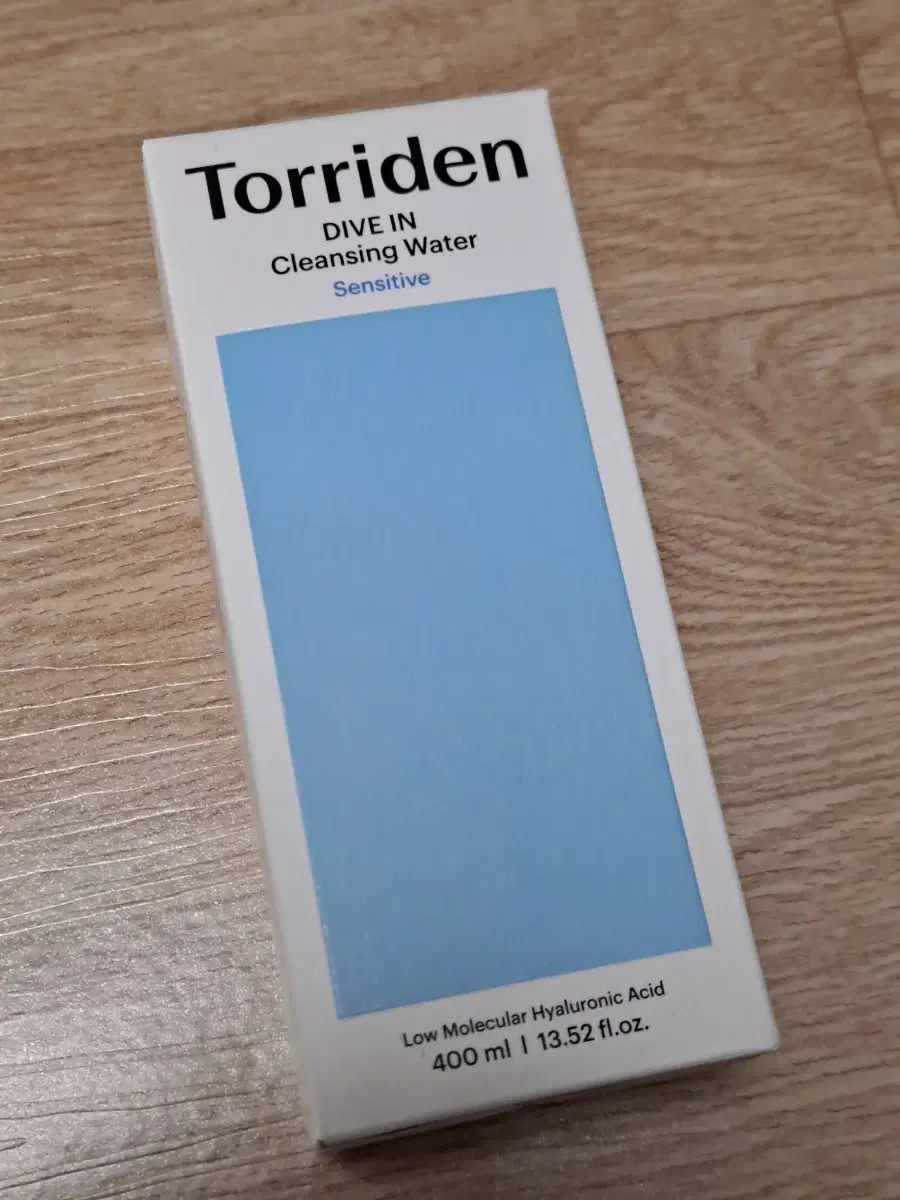 Torriden
DIVE IN
Cleansing Water
Sensitive
Low Molecular Hyaluronic Acid
400 ml | 13.52 fl.oz.